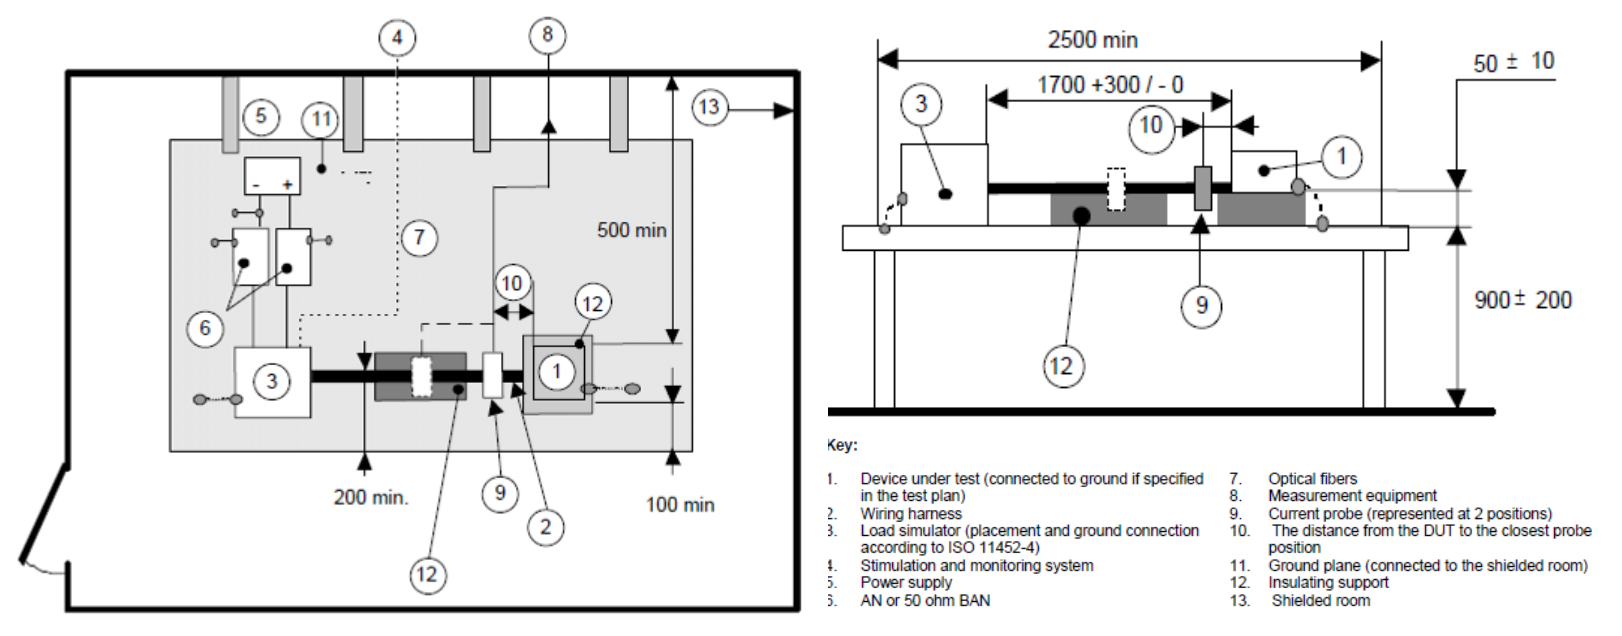 4
8
5
11
13
- +
7
500 min
10
12
6
3
1
200 min.
9
2
100 min
12
2500 min
50 ± 10
1700 +300 / - 0
3
10
1
9
12
900 ± 200
Key:
1. Device under test (connected to ground if specified
in the test plan)
2. Wiring harness
3. Load simulator (placement and ground connection
according to ISO 11452-4)
4. Stimulation and monitoring system
5. Power supply
6. AN or 50 ohm BAN
7. Optical fibers
8. Measurement equipment
9. Current probe (represented at 2 positions)
10. The distance from the DUT to the closest probe
position
11. Ground plane (connected to the shielded room)
12. Insulating support
13. Shielded room